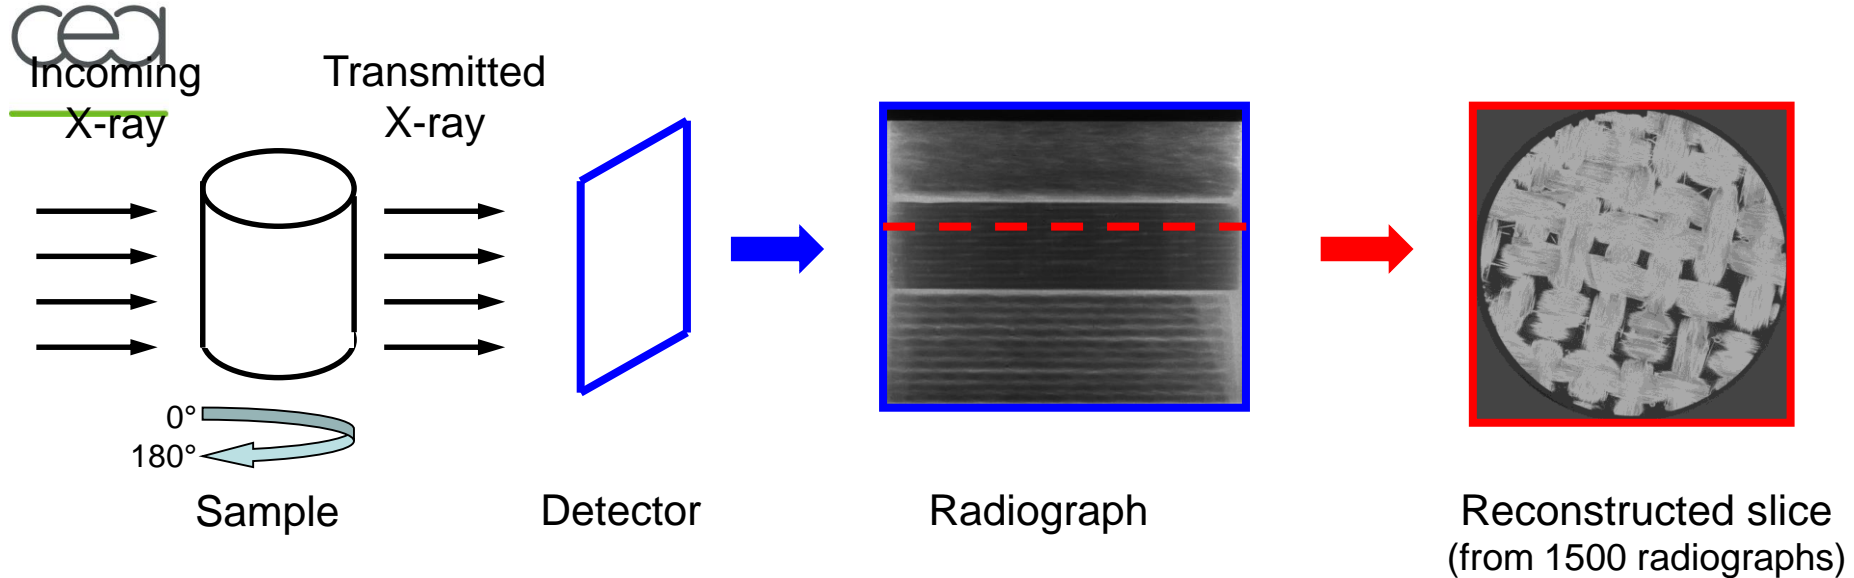 cea
Incoming
X-ray
Transmitted
X-ray
0°
180°
Sample
Detector
Radiograph
Reconstructed slice
(from 1500 radiographs)